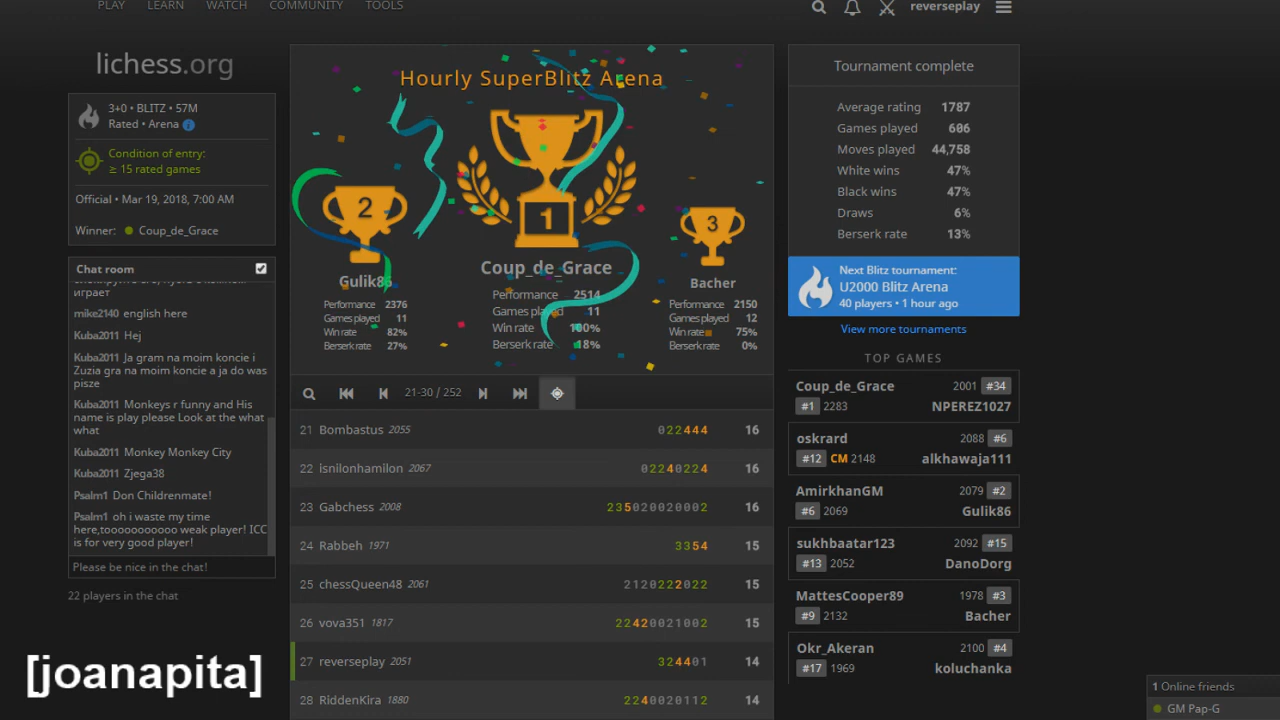 PLAY LEARN WATCH COMMUNITY TOOLS
reverseplay
lichess.org
3+0 • BLITZ • 57M
Rated • Arena
Condition of entry:
≥ 15 rated games
Official • Mar 19, 2018, 7:00 AM
Winner: Coup_de_Grace
Chat room
играет
mike2140 english here
Kuba2011 Hej
Kuba2011 Ja gram na moim koncie i
Zuzia gra na moim koncie a ja do was
pisze
Kuba2011 Monkeys r funny and His
name is play please Look at the what
what
Kuba2011 Monkey Monkey City
Kuba2011 Zjega38
Psalm1 Don Childrenmate!
Psalm1 oh i waste my time
here,toooooooooo weak player! ICC
is for very good player!
Please be nice in the chat!
22 players in the chat
[joanapita]
Hourly SuperBlitz Arena
2
1
3
Gulik86
Performance 2376
Games played 11
Win rate 82%
Berserk rate 27%
Coup_de_Grace
Performance 2514
Games played 11
Win rate 100%
Berserk rate 18%
Bacher
Performance 2150
Games played 12
Win rate 75%
Berserk rate 0%
21-30 / 252
21 Bombastus 2055 022444 16
22 isnilonhamilon 2067 02240224 16
23 Gabchess 2008 235020020002 16
24 Rabbeh 1971 3354 15
25 chessQueen48 2061 2120222022 15
26 vova351 1817 22420021002 15
27 reverseplay 2051 324401 14
28 RiddenKira 1880 2240020112 14
Tournament complete
Average rating 1787
Games played 606
Moves played 44,758
White wins 47%
Black wins 47%
Draws 6%
Berserk rate 13%
Next Blitz tournament:
U2000 Blitz Arena
40 players • 1 hour ago
View more tournaments
TOP GAMES
Coup_de_Grace 2001 #34
#1 2283 NPEREZ1027
oskrard 2088 #6
#12 CM 2148 alkhawaja111
AmirkhanGM 2079 #2
#6 2069 Gulik86
sukhbaatar123 2092 #15
#13 2052 DanoDorg
MattesCooper89 1978 #3
#9 2132 Bacher
Okr_Akeran 2100 #4
#17 1969 koluchanka
1 Online friends
GM Pap-G